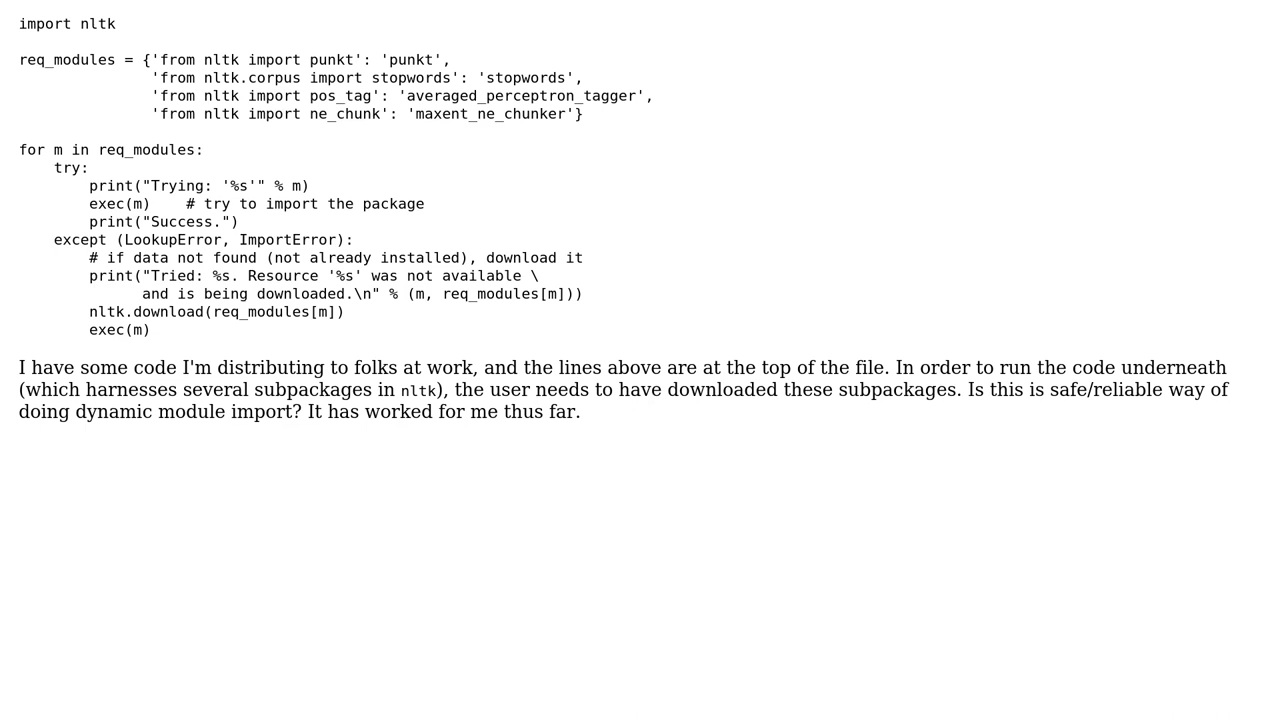 import nltk

req_modules = {'from nltk import punkt': 'punkt',
               'from nltk.corpus import stopwords': 'stopwords',
               'from nltk import pos_tag': 'averaged_perceptron_tagger',
               'from nltk import ne_chunk': 'maxent_ne_chunker'}

for m in req_modules:
    try:
        print("Trying: '%s'" % m)
        exec(m)    # try to import the package
        print("Success.")
    except (LookupError, ImportError):
        # if data not found (not already installed), download it
        print("Tried: %s. Resource '%s' was not available \
              and is being downloaded.\n" % (m, req_modules[m]))
        nltk.download(req_modules[m])
        exec(m)

I have some code I'm distributing to folks at work, and the lines above are at the top of the file. In order to run the code underneath
(which harnesses several subpackages in nltk), the user needs to have downloaded these subpackages. Is this is safe/reliable way of
doing dynamic module import? It has worked for me thus far.